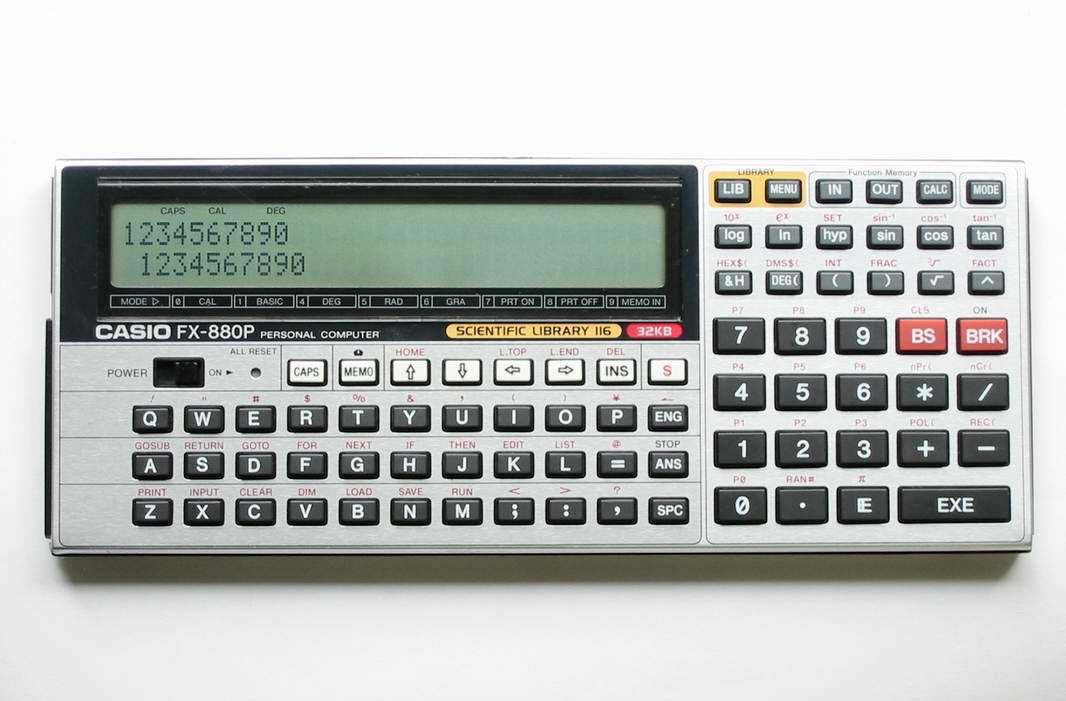 LIBRARY Function Memory
LIB MENU IN OUT CALC MODE
CAPS CAL DEG
1234567890
1234567890
10ˣ eˣ SET sin⁻¹ cos⁻¹ tan⁻¹
log ln hyp sin cos tan
HEX$( DMS$( INT FRAC ³√ FACT
&H DEG( ( ) √ ^
MODE ▷ 0 CAL 1 BASIC 4 DEG 5 RAD 6 GRA 7 PRT ON 8 PRT OFF 9 MEMO IN
CASIO FX-880P PERSONAL COMPUTER SCIENTIFIC LIBRARY 116 32KB
P7 P8 P9 CLS ON
7 8 9 BS BRK
ALL RESET HOME L.TOP L.END DEL
POWER ON ► CAPS MEMO ⇧ ⇩ ⇦ ⇨ INS S
P4 P5 P6 nPr( nCr(
4 5 6 * /
! " # $ % & ' ( ) ¥
Q W E R T Y U I O P ENG
P1 P2 P3 POL( REC(
1 2 3 + −
GOSUB RETURN GOTO FOR NEXT IF THEN EDIT LIST @ STOP
A S D F G H J K L = ANS
P0 RAN# π
0 . E EXE
PRINT INPUT CLEAR DIM LOAD SAVE RUN < > ?
Z X C V B N M ; : , SPC